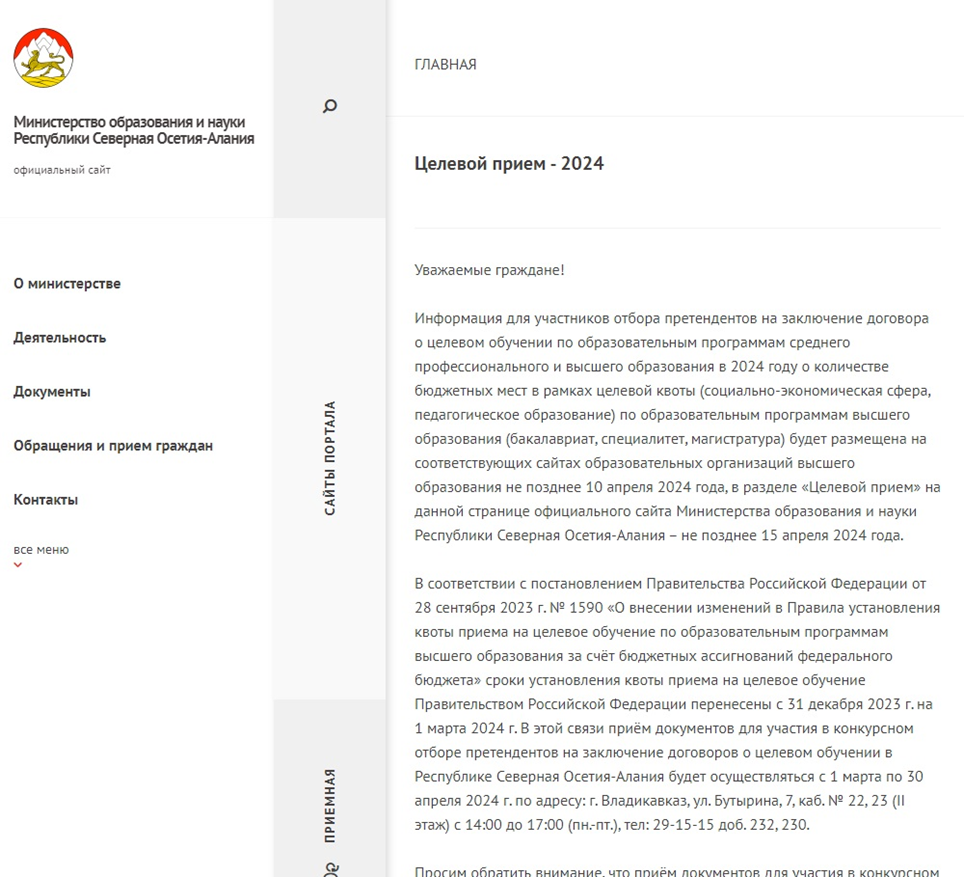 Министерство образования и науки
Республики Северная Осетия-Алания
официальный сайт
О министерстве
Деятельность
Документы
Обращения и прием граждан
Контакты
все меню
САЙТЫ ПОРТАЛА
ПРИЕМНАЯ
ГЛАВНАЯ
Целевой прием - 2024
Уважаемые граждане!
Информация для участников отбора претендентов на заключение договора
о целевом обучении по образовательным программам среднего
профессионального и высшего образования в 2024 году о количестве
бюджетных мест в рамках целевой квоты (социально-экономическая сфера,
педагогическое образование) по образовательным программам высшего
образования (бакалавриат, специалитет, магистратура) будет размещена на
соответствующих сайтах образовательных организаций высшего
образования не позднее 10 апреля 2024 года, в разделе «Целевой прием» на
данной странице официального сайта Министерства образования и науки
Республики Северная Осетия-Алания – не позднее 15 апреля 2024 года.
В соответствии с постановлением Правительства Российской Федерации от
28 сентября 2023 г. № 1590 «О внесении изменений в Правила установления
квоты приема на целевое обучение по образовательным программам
высшего образования за счёт бюджетных ассигнований федерального
бюджета» сроки установления квоты приема на целевое обучение
Правительством Российской Федерации перенесены с 31 декабря 2023 г. на
1 марта 2024 г. В этой связи приём документов для участия в конкурсном
отборе претендентов на заключение договоров о целевом обучении в
Республике Северная Осетия-Алания будет осуществляться с 1 марта по 30
апреля 2024 г. по адресу: г. Владикавказ, ул. Бутырина, 7, каб. № 22, 23 (II
этаж) с 14:00 до 17:00 (пн.-пт.), тел: 29-15-15 доб. 232, 230.
Просим обратить внимание, что приём документов для участия в конкурсном